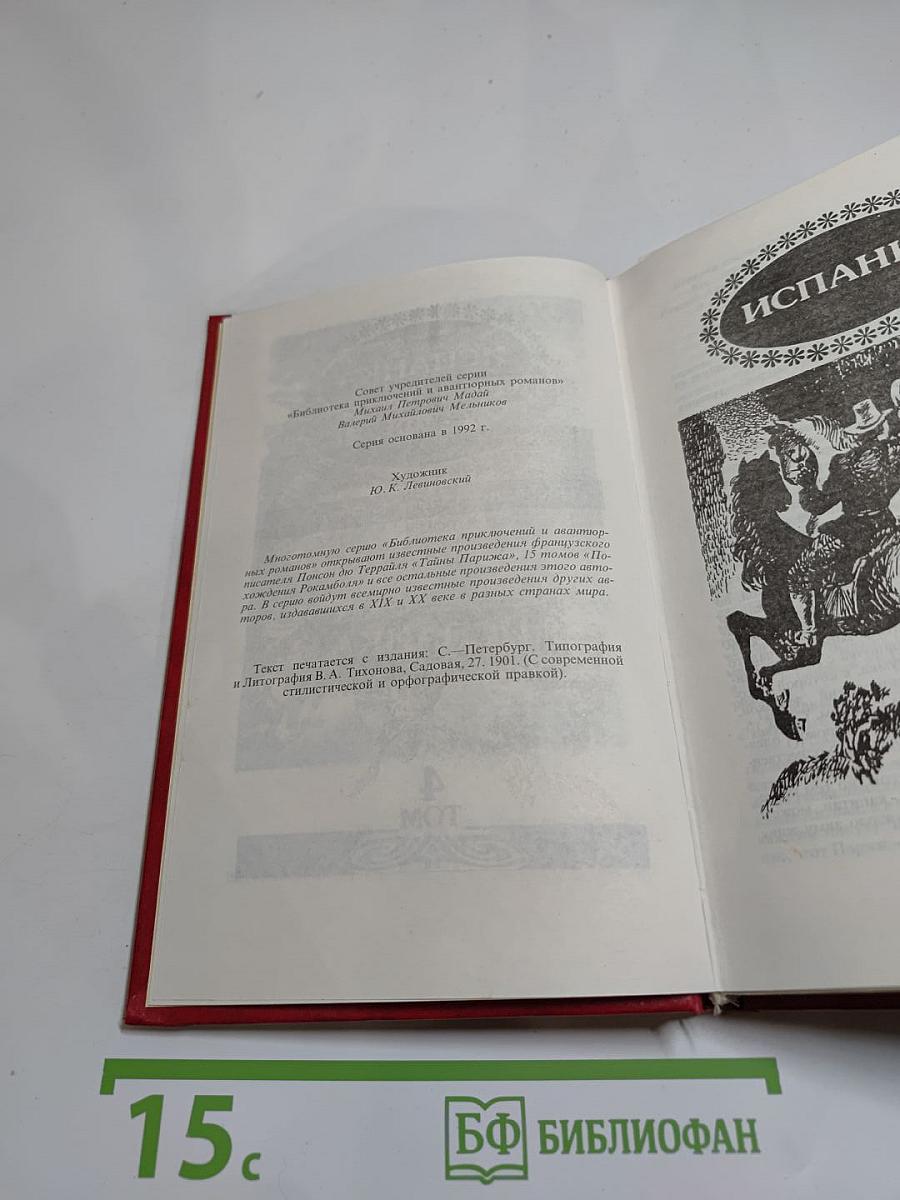 Совет учредителей серии
«Библиотека приключений и авантюрных романов»
Михаил Петрович Мадай
Валерий Михайлович Мельников
Серия основана в 1992 г.
Художник
Ю. К. Левиновский
Многотомную серию «Библиотека приключений и авантюр-
ных романов» открывают известные произведения французского
писателя Понсон дю Террайля «Тайны Парижа», 15 томов «По-
хождения Рокамболя» и все остальные произведения этого авто-
ра. В серию войдут всемирно известные произведения других ав-
торов, издававшихся в XIX и XX веке в разных странах мира.
Текст печатается с издания: С.—Петербург. Типография
и Литография В. А. Тихонова, Садовая, 27. 1901. (С современной
стилистической и орфографической правкой).
4
ТОМ
ИСПАН
15 с
БФ БИБЛИОФАН